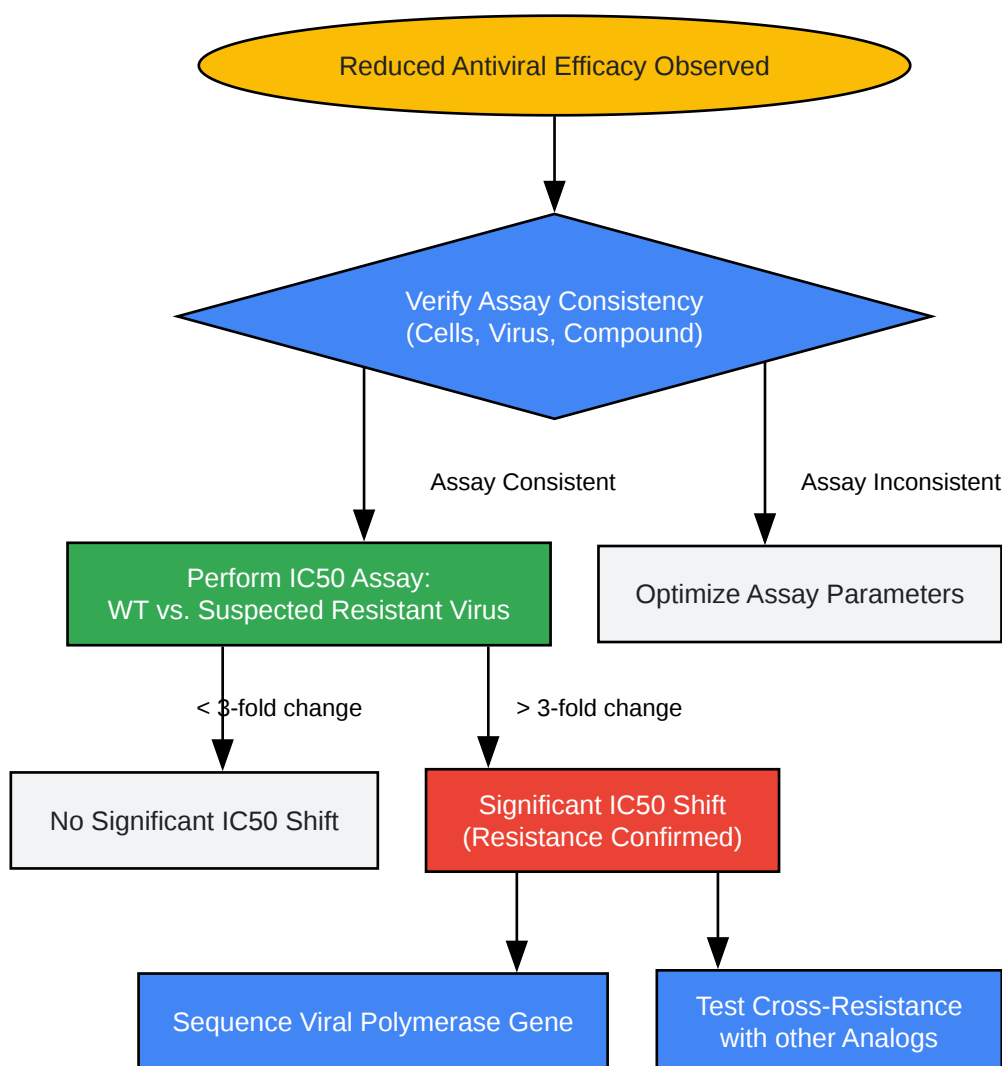 Reduced Antiviral Efficacy Observed
Verify Assay Consistency
(Cells, Virus, Compound)
Assay Consistent
Assay Inconsistent
Perform IC50 Assay:
WT vs. Suspected Resistant Virus
Optimize Assay Parameters
< 3-fold change
> 3-fold change
No Significant IC50 Shift
Significant IC50 Shift
(Resistance Confirmed)
Sequence Viral Polymerase Gene
Test Cross-Resistance
with other Analogs